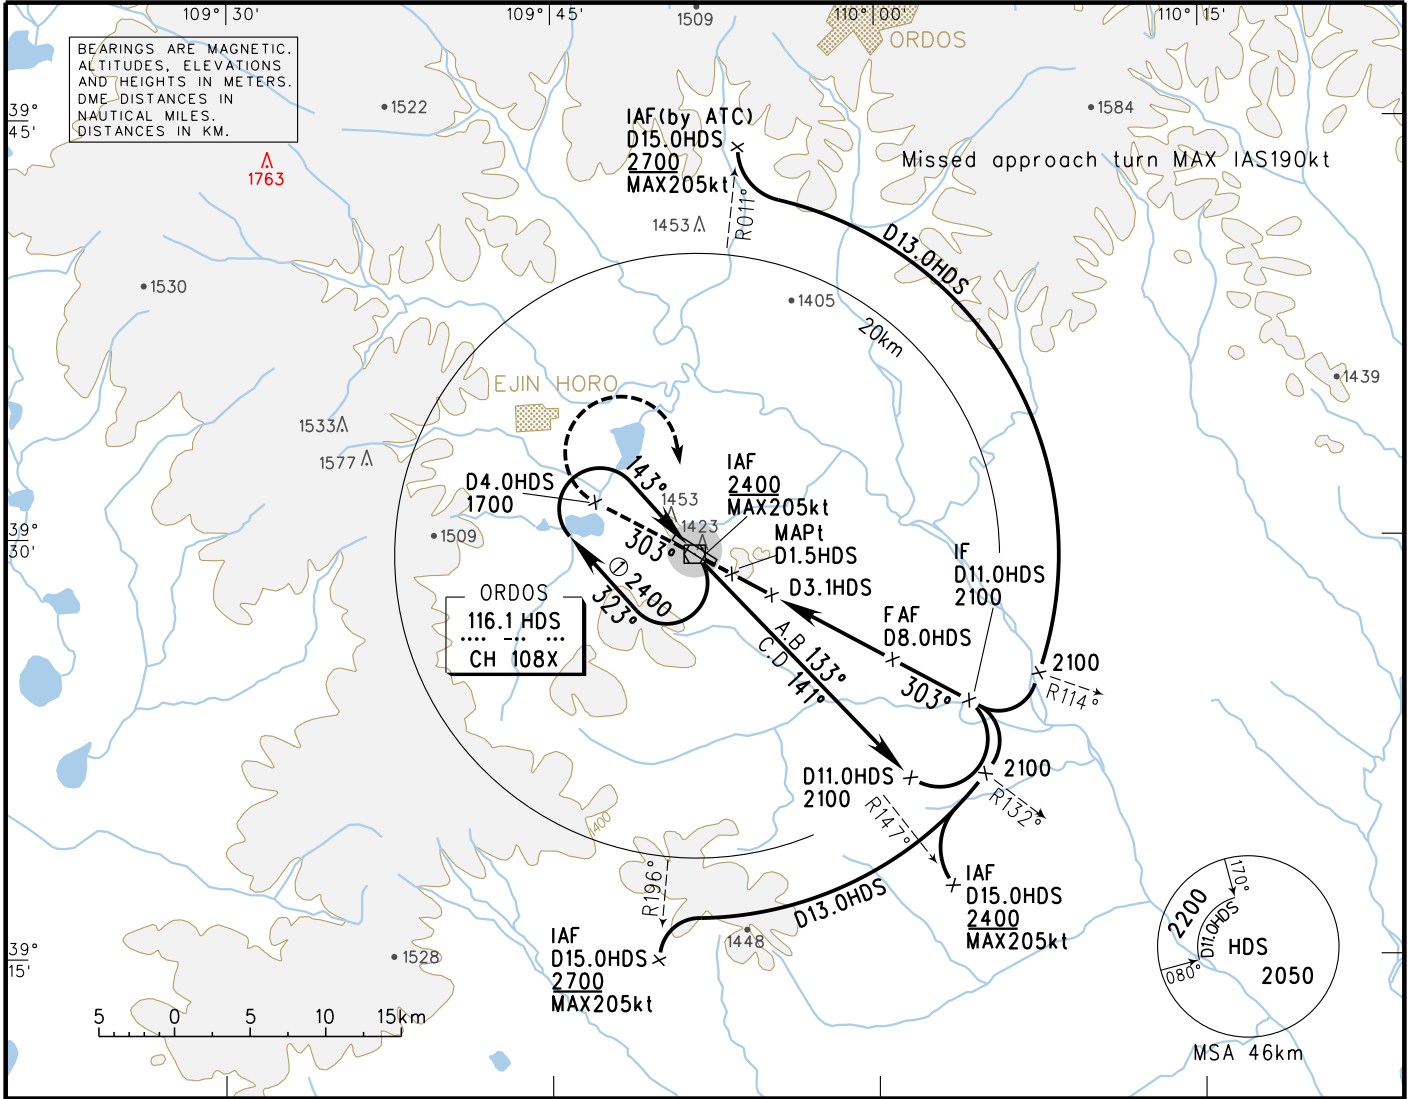 109° 30'
109° 45'
110° 00'
110° 15'
1509
ORDOS
BEARINGS ARE MAGNETIC.
ALTITUDES, ELEVATIONS
AND HEIGHTS IN METERS.
DME DISTANCES IN
NAUTICAL MILES.
DISTANCES IN KM.
39°
45'
1522
1584
1763
IAF(by ATC)
D15.0HDS
2700
MAX205kt
Missed approach turn MAX IAS190kt
1453
R011°
D13.0HDS
1530
1405
20km
1439
EJIN HORO
1533
1577
D4.0HDS
1700
143°
1453
1423
IAF
2400
MAX205kt
MAPt
D1.5HDS
39°
30'
1509
303°
① 2400
323°
D3.1HDS
IF
D11.0HDS
2100
ORDOS
116.1 HDS
.... -.. ...
CH 108X
FAF
D8.0HDS
A.B 133°
C.D 141°
303°
2100
R114°
D11.0HDS
2100
2100
R132°
R147°
1400
R196°
D13.0HDS
IAF
D15.0HDS
2400
MAX205kt
IAF
D15.0HDS
2700
MAX205kt
1448
1528
39°
15'
5 0 5 10 15km
170°
2200
D11.0HDS
HDS
080°
2050
MSA 46km